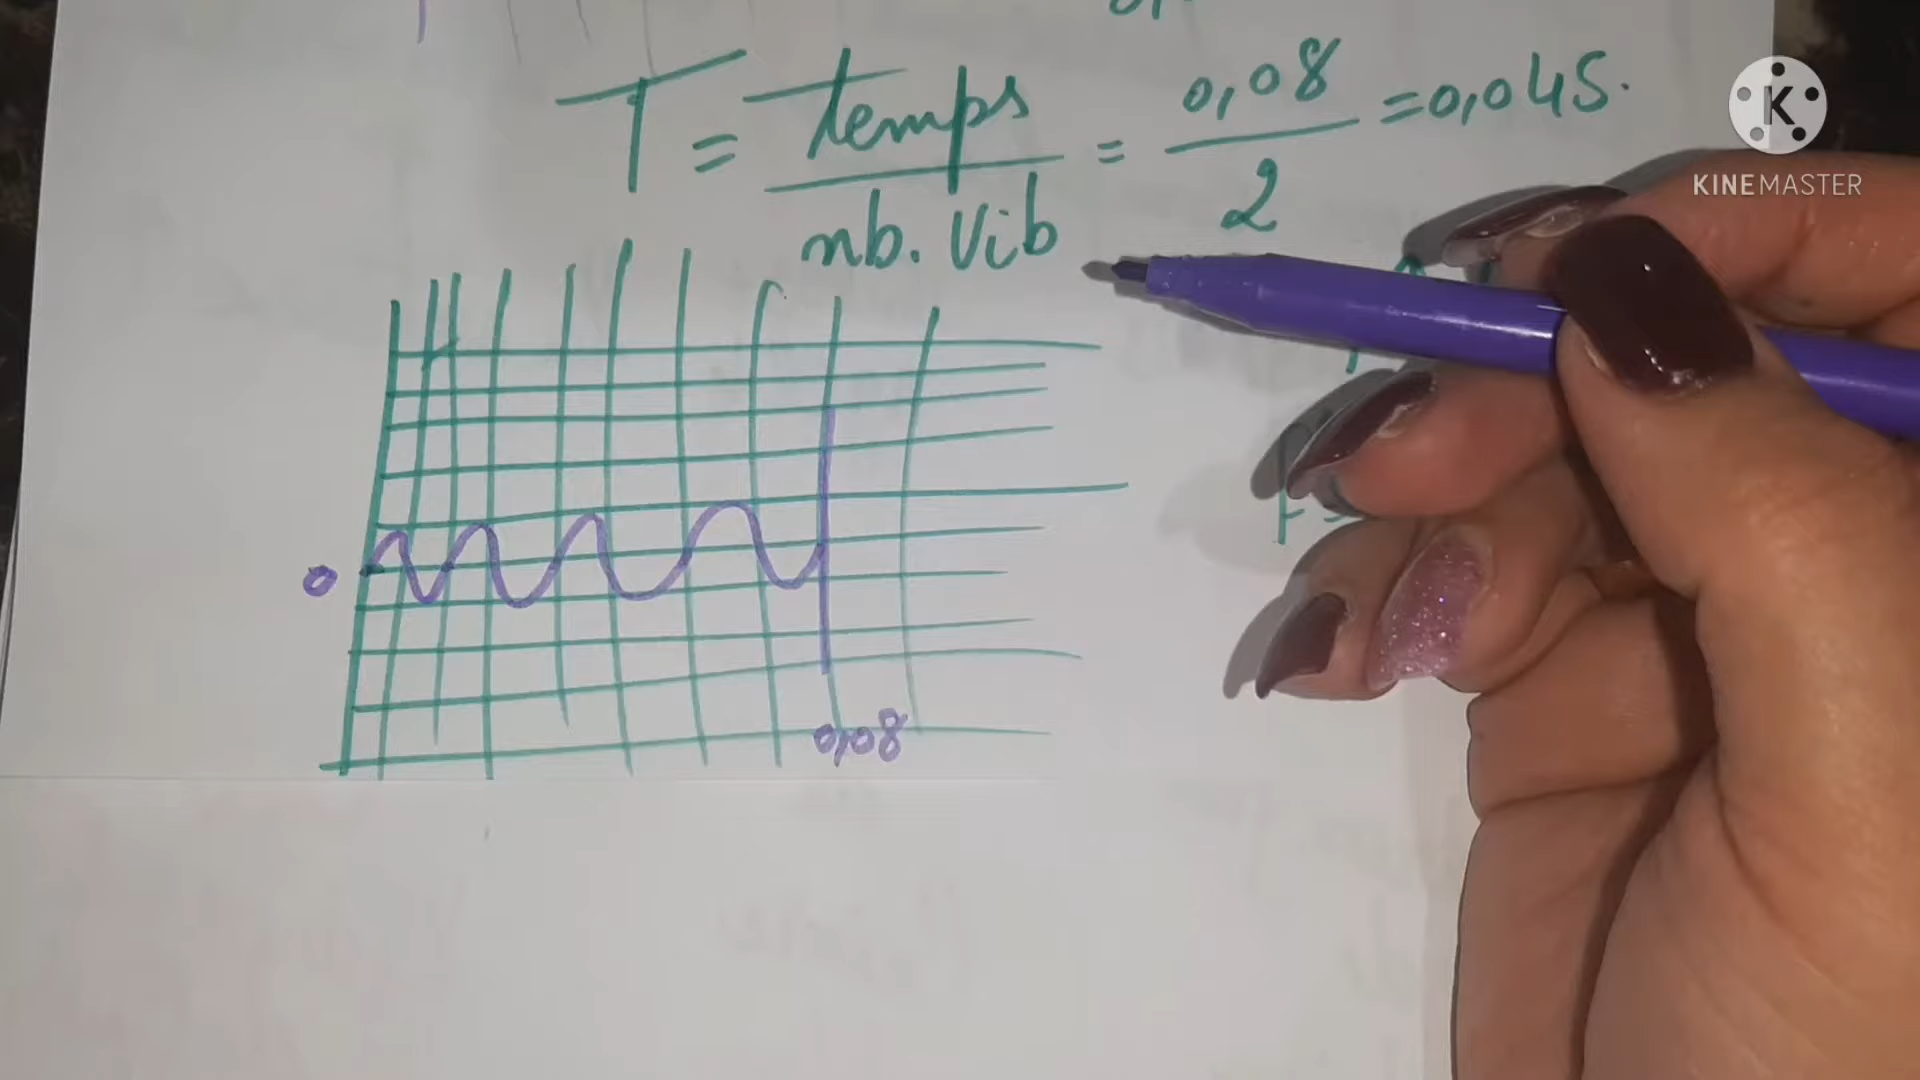 T = temps / nb. Vib = 0,08 / 2 = 0,04S.
K
KINEMASTER
0
0,08